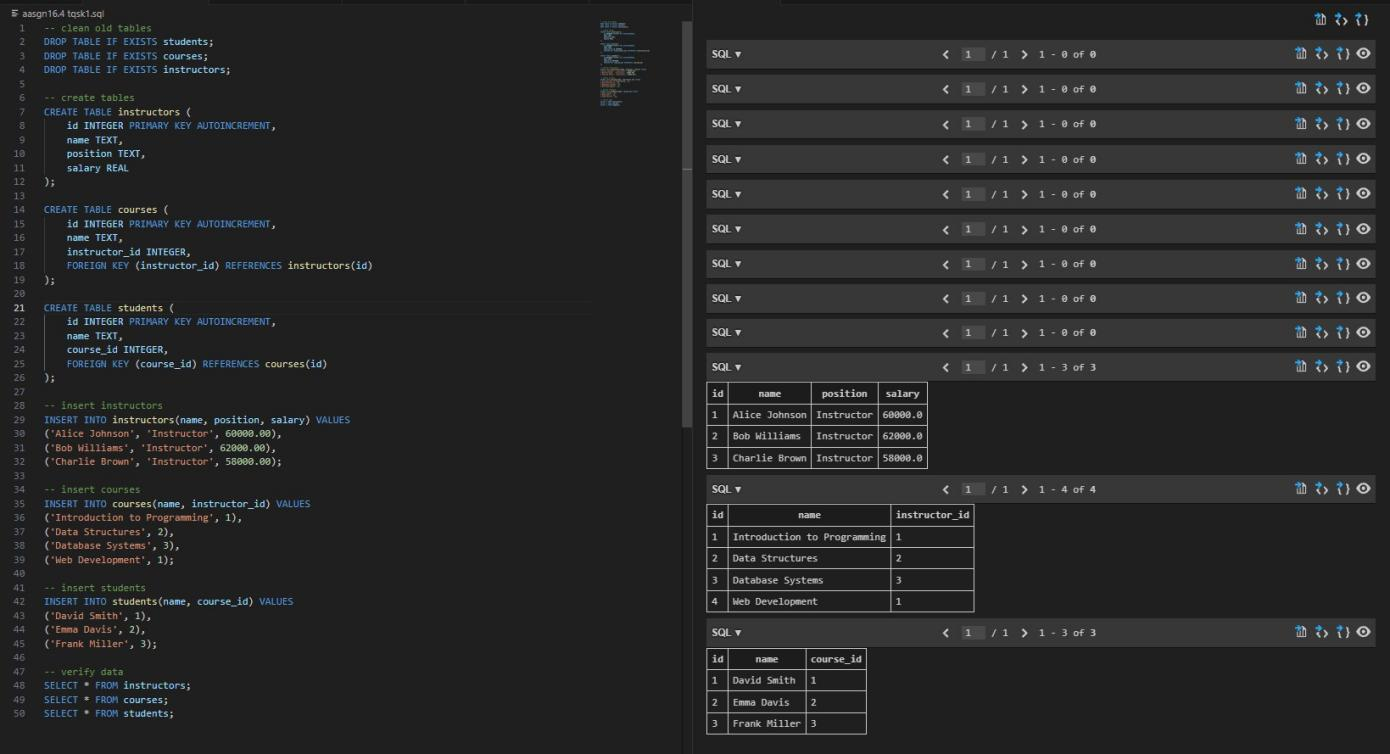 aasgn16.4 tqsk1.sql
1 -- clean old tables
2 DROP TABLE IF EXISTS students;
3 DROP TABLE IF EXISTS courses;
4 DROP TABLE IF EXISTS instructors;
5
6 -- create tables
7 CREATE TABLE instructors (
8 id INTEGER PRIMARY KEY AUTOINCREMENT,
9 name TEXT,
10 position TEXT,
11 salary REAL
12 );
13
14 CREATE TABLE courses (
15 id INTEGER PRIMARY KEY AUTOINCREMENT,
16 name TEXT,
17 instructor_id INTEGER,
18 FOREIGN KEY (instructor_id) REFERENCES instructors(id)
19 );
20
21 CREATE TABLE students (
22 id INTEGER PRIMARY KEY AUTOINCREMENT,
23 name TEXT,
24 course_id INTEGER,
25 FOREIGN KEY (course_id) REFERENCES courses(id)
26 );
27
28 -- insert instructors
29 INSERT INTO instructors(name, position, salary) VALUES
30 ('Alice Johnson', 'Instructor', 60000.00),
31 ('Bob Williams', 'Instructor', 62000.00),
32 ('Charlie Brown', 'Instructor', 58000.00);
33
34 -- insert courses
35 INSERT INTO courses(name, instructor_id) VALUES
36 ('Introduction to Programming', 1),
37 ('Data Structures', 2),
38 ('Database Systems', 3),
39 ('Web Development', 1);
40
41 -- insert students
42 INSERT INTO students(name, course_id) VALUES
43 ('David Smith', 1),
44 ('Emma Davis', 2),
45 ('Frank Miller', 3);
46
47 -- verify data
48 SELECT * FROM instructors;
49 SELECT * FROM courses;
50 SELECT * FROM students;
SQL ▼ < 1 / 1 > 1 - 0 of 0
SQL ▼ < 1 / 1 > 1 - 0 of 0
SQL ▼ < 1 / 1 > 1 - 0 of 0
SQL ▼ < 1 / 1 > 1 - 0 of 0
SQL ▼ < 1 / 1 > 1 - 0 of 0
SQL ▼ < 1 / 1 > 1 - 0 of 0
SQL ▼ < 1 / 1 > 1 - 0 of 0
SQL ▼ < 1 / 1 > 1 - 0 of 0
SQL ▼ < 1 / 1 > 1 - 0 of 0
SQL ▼ < 1 / 1 > 1 - 3 of 3
id name position salary
1 Alice Johnson Instructor 60000.0
2 Bob Williams Instructor 62000.0
3 Charlie Brown Instructor 58000.0
SQL ▼ < 1 / 1 > 1 - 4 of 4
id name instructor_id
1 Introduction to Programming 1
2 Data Structures 2
3 Database Systems 3
4 Web Development 1
SQL ▼ < 1 / 1 > 1 - 3 of 3
id name course_id
1 David Smith 1
2 Emma Davis 2
3 Frank Miller 3